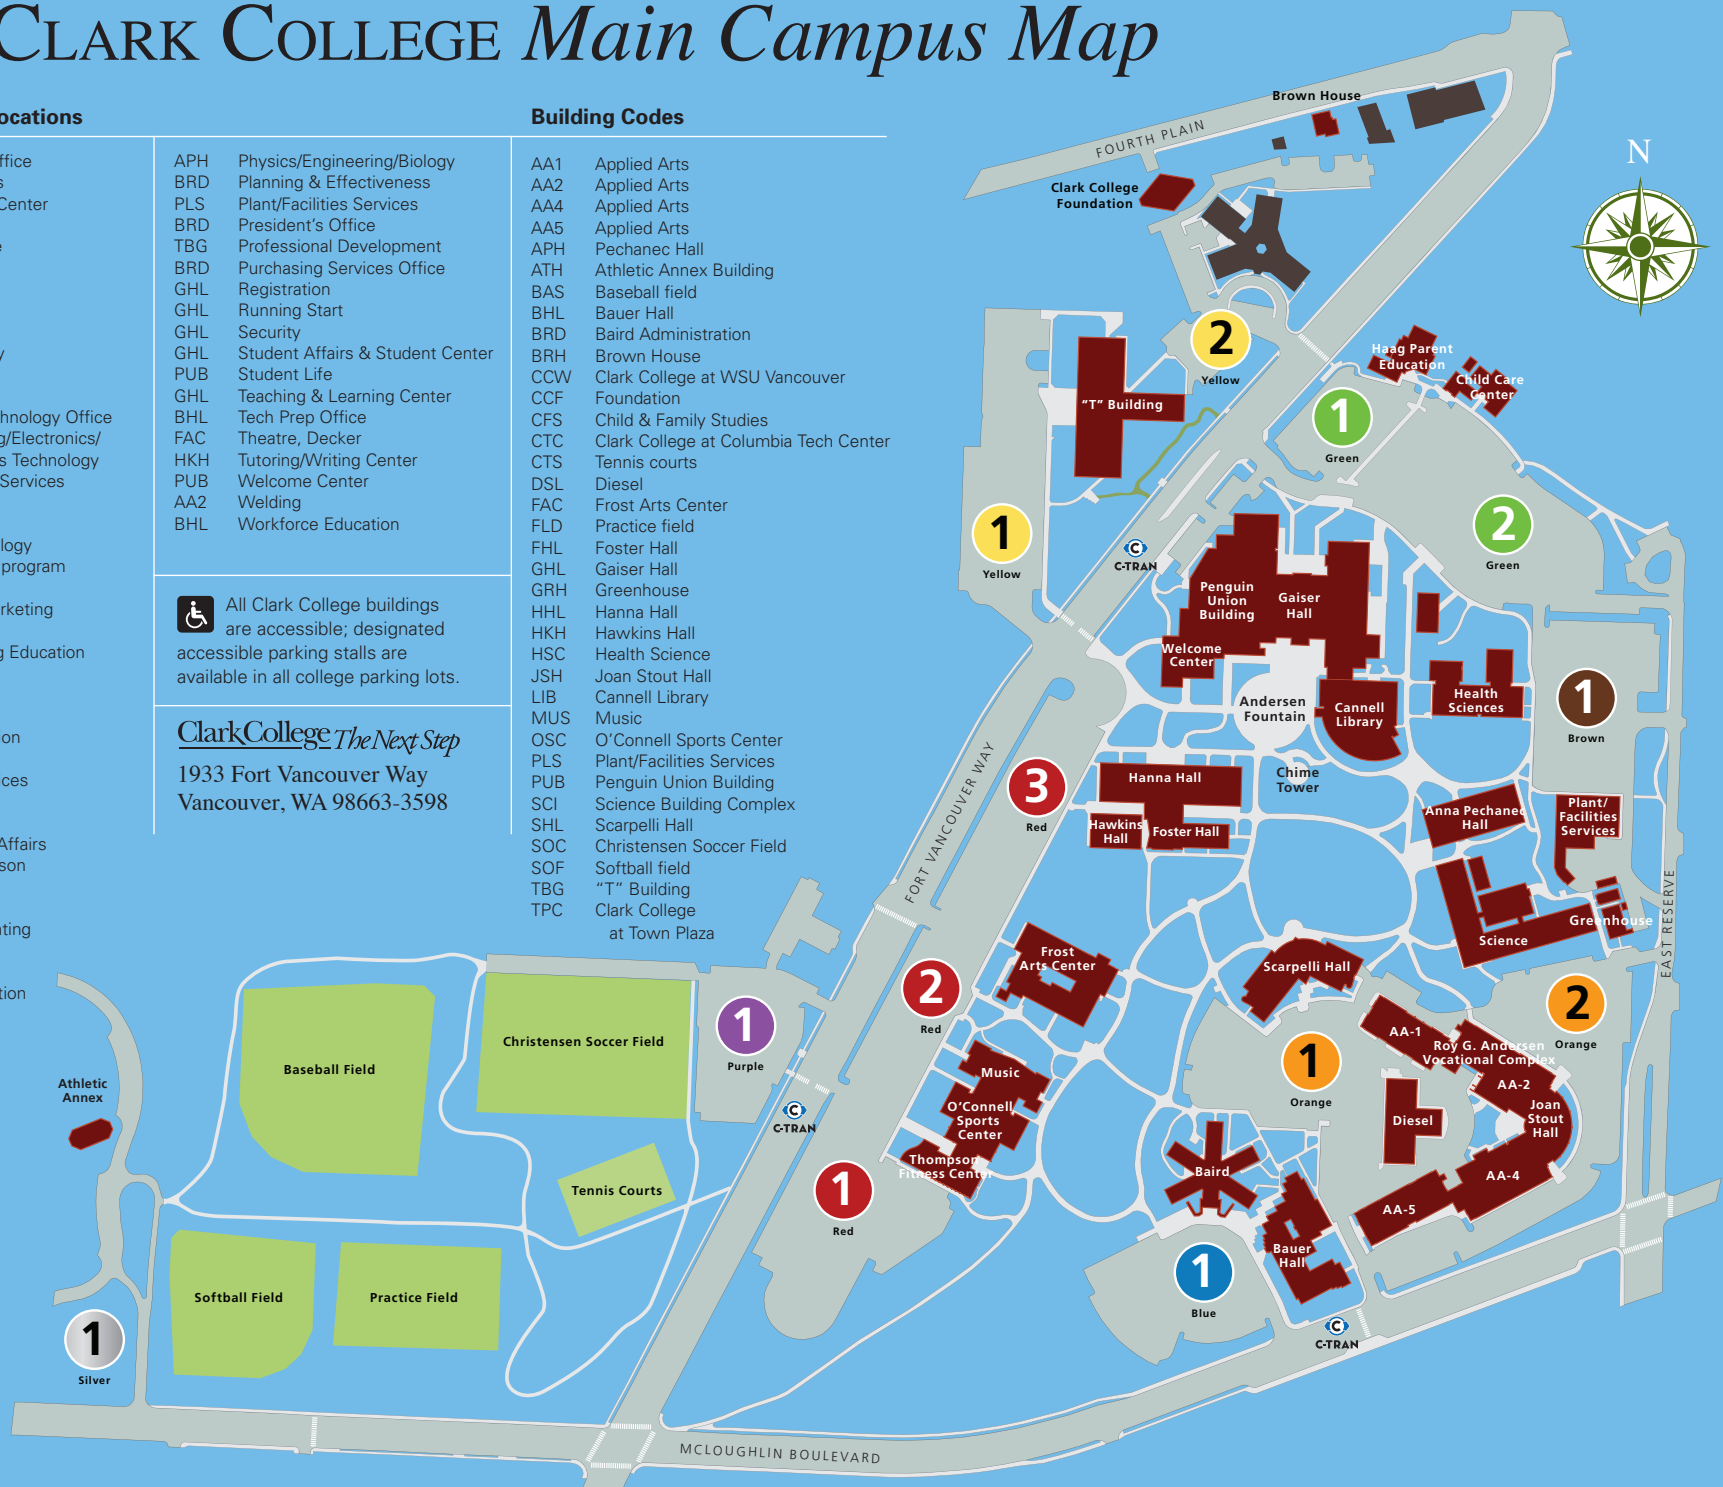 CLARK COLLEGE Main Campus Map
ocations
ffice
s
Center
e
y
hnology Office
g/Electronics/
s Technology
Services
logy
program
rketing
g Education
on
ices
Affairs
son
ating
tion
APH Physics/Engineering/Biology
BRD Planning & Effectiveness
PLS Plant/Facilities Services
BRD President's Office
TBG Professional Development
BRD Purchasing Services Office
GHL Registration
GHL Running Start
GHL Security
GHL Student Affairs & Student Center
PUB Student Life
GHL Teaching & Learning Center
BHL Tech Prep Office
FAC Theatre, Decker
HKH Tutoring/Writing Center
PUB Welcome Center
AA2 Welding
BHL Workforce Education
All Clark College buildings
are accessible; designated
accessible parking stalls are
available in all college parking lots.
Clark College The Next Step
1933 Fort Vancouver Way
Vancouver, WA 98663-3598
Building Codes
AA1 Applied Arts
AA2 Applied Arts
AA4 Applied Arts
AA5 Applied Arts
APH Pechanec Hall
ATH Athletic Annex Building
BAS Baseball field
BHL Bauer Hall
BRD Baird Administration
BRH Brown House
CCW Clark College at WSU Vancouver
CCF Foundation
CFS Child & Family Studies
CTC Clark College at Columbia Tech Center
CTS Tennis courts
DSL Diesel
FAC Frost Arts Center
FLD Practice field
FHL Foster Hall
GHL Gaiser Hall
GRH Greenhouse
HHL Hanna Hall
HKH Hawkins Hall
HSC Health Science
JSH Joan Stout Hall
LIB Cannell Library
MUS Music
OSC O'Connell Sports Center
PLS Plant/Facilities Services
PUB Penguin Union Building
SCI Science Building Complex
SHL Scarpelli Hall
SOC Christensen Soccer Field
SOF Softball field
TBG "T" Building
TPC Clark College
at Town Plaza
Brown House
FOURTH PLAIN
Clark College
Foundation
N
2
Yellow
Haag Parent
Education
Child Care
Center
"T" Building
1
Green
1
Yellow
2
Green
C
C-TRAN
Penguin
Union
Building
Gaiser
Hall
Welcome
Center
Andersen
Fountain
Cannell
Library
Health
Sciences
1
Brown
FORT VANCOUVER WAY
3
Red
Hanna Hall
Chime
Tower
Hawkins
Hall
Foster Hall
Anna Pechanec
Hall
Plant/
Facilities
Services
EAST RESERVE
Greenhouse
Science
Frost
Arts Center
Scarpelli Hall
2
Red
2
Orange
1
Orange
AA-1
Roy G. Andersen
Vocational Complex
AA-2
Joan
Stout
Hall
Diesel
AA-4
AA-5
1
Purple
Christensen Soccer Field
Baseball Field
Athletic
Annex
C
C-TRAN
Music
O'Connell
Sports
Center
Thompson
Fitness Center
Baird
Tennis Courts
1
Red
Bauer
Hall
1
Blue
Softball Field
Practice Field
1
Silver
C
C-TRAN
MCLOUGHLIN BOULEVARD